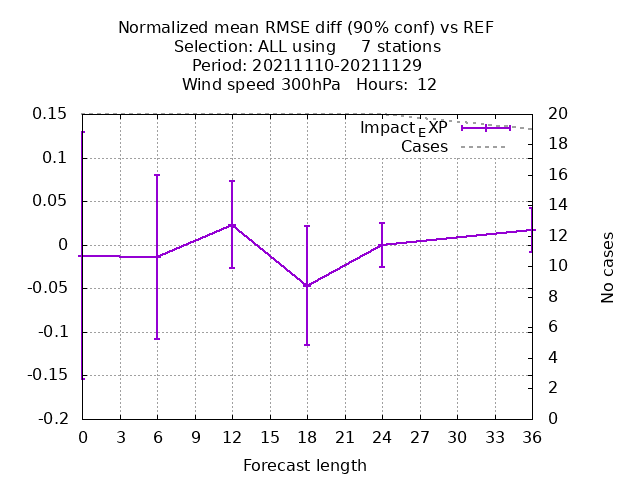 Normalized mean RMSE diff (90% conf) vs REF
Selection: ALL using     7 stations
Period: 20211110-20211129
Wind speed 300hPa   Hours:  12
Impact_EXP
Cases
0.15
0.1
0.05
0
-0.05
-0.1
-0.15
-0.2
20
18
16
14
12
10
8
6
4
2
0
No cases
0 3 6 9 12 15 18 21 24 27 30 33 36
Forecast length